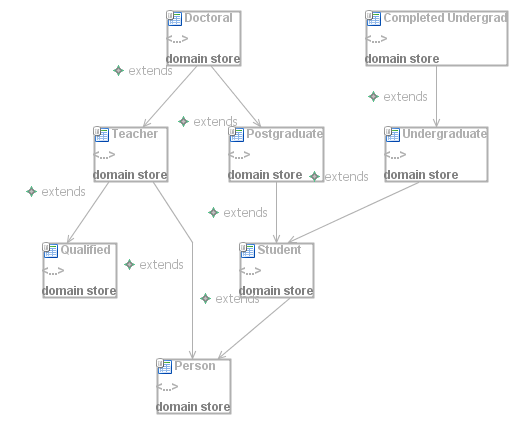 Doctoral
<...>
domain store
Completed Undergrad
<...>
domain store
extends
extends
extends
Teacher
<...>
domain store
Postgraduate
<...>
domain store
Undergraduate
<...>
domain store
extends
extends
extends
Qualified
<...>
domain store
Student
<...>
domain store
extends
extends
Person
<...>
domain store